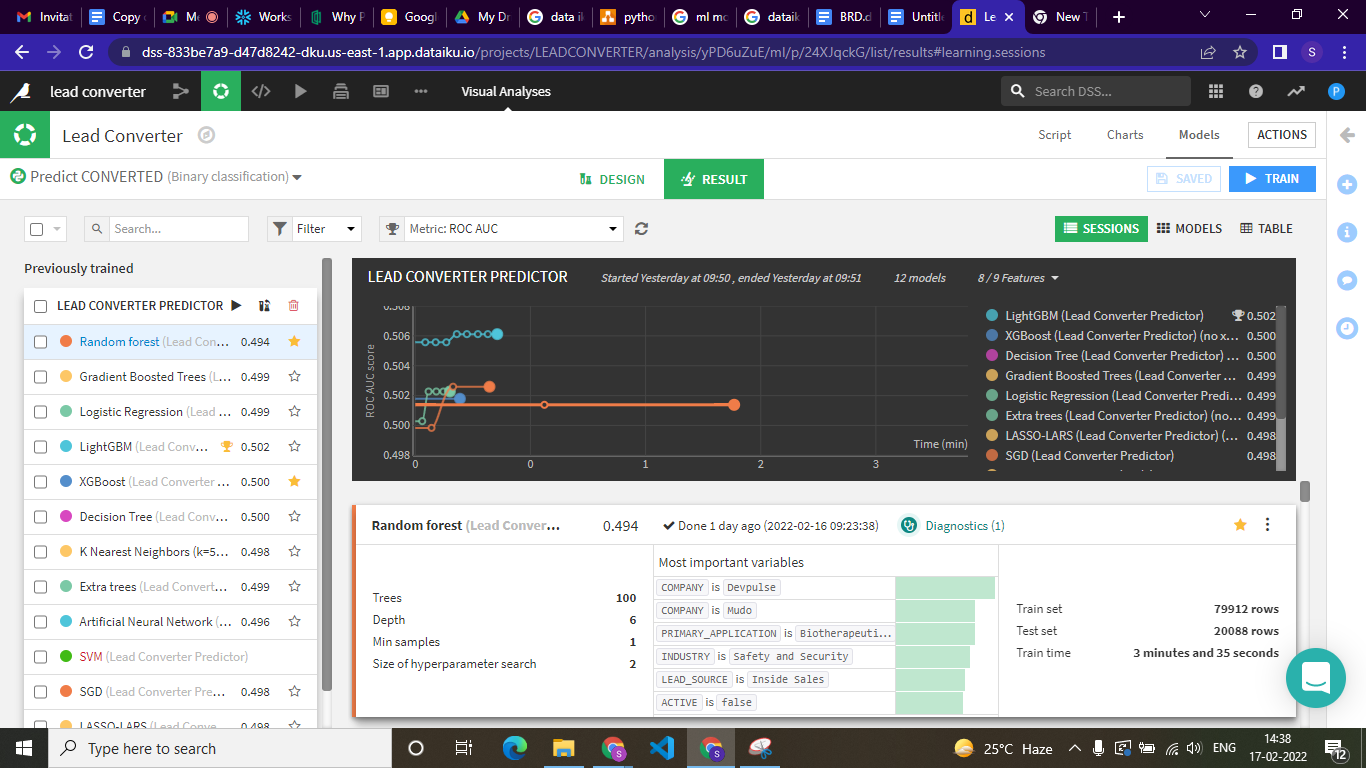 Invitat
Copy
Me
Works
Why P
Googl
My Dr
data ik
pytho
ml mo
dataik
BRD.d
Untitle
Le
New T
dss-833be7a9-d47d8242-dku.us-east-1.app.dataiku.io/projects/LEADCONVERTER/analysis/yPD6uZuE/ml/p/24XJqckG/list/results#learning.sessions
S
lead converter
Visual Analyses
Search DSS...
P
Lead Converter
Script
Charts
Models
ACTIONS
Predict CONVERTED (Binary classification)
DESIGN
RESULT
SAVED
TRAIN
Search...
Filter
Metric: ROC AUC
SESSIONS
MODELS
TABLE
Previously trained
LEAD CONVERTER PREDICTOR
Random forest (Lead Con... 0.494
Gradient Boosted Trees (L... 0.499
Logistic Regression (Lead ... 0.499
LightGBM (Lead Conv... 0.502
XGBoost (Lead Converter ... 0.500
Decision Tree (Lead Conv... 0.500
K Nearest Neighbors (k=5... 0.498
Extra trees (Lead Convert... 0.499
Artificial Neural Network (... 0.496
SVM (Lead Converter Predictor)
SGD (Lead Converter Pre... 0.498
LASSO-LARS (Lead Conve... 0.498
LEAD CONVERTER PREDICTOR
Started Yesterday at 09:50 , ended Yesterday at 09:51
12 models
8 / 9 Features
ROC AUC score
0.508
0.506
0.504
0.502
0.500
0.498
0
0
1
2
3
Time (min)
LightGBM (Lead Converter Predictor) 0.502
XGBoost (Lead Converter Predictor) (no x... 0.500
Decision Tree (Lead Converter Predictor) ... 0.500
Gradient Boosted Trees (Lead Converter ... 0.499
Logistic Regression (Lead Converter Predi... 0.499
Extra trees (Lead Converter Predictor) (no... 0.499
LASSO-LARS (Lead Converter Predictor) (... 0.498
SGD (Lead Converter Predictor) 0.498
Random forest (Lead Conver... 0.494
Done 1 day ago (2022-02-16 09:23:38)
Diagnostics (1)
Trees 100
Depth 6
Min samples 1
Size of hyperparameter search 2
Most important variables
COMPANY is Devpulse
COMPANY is Mudo
PRIMARY_APPLICATION is Biotherapeuti...
INDUSTRY is Safety and Security
LEAD_SOURCE is Inside Sales
ACTIVE is false
Train set 79912 rows
Test set 20088 rows
Train time 3 minutes and 35 seconds
Type here to search
S
S
25°C Haze
ENG
14:38
17-02-2022
12